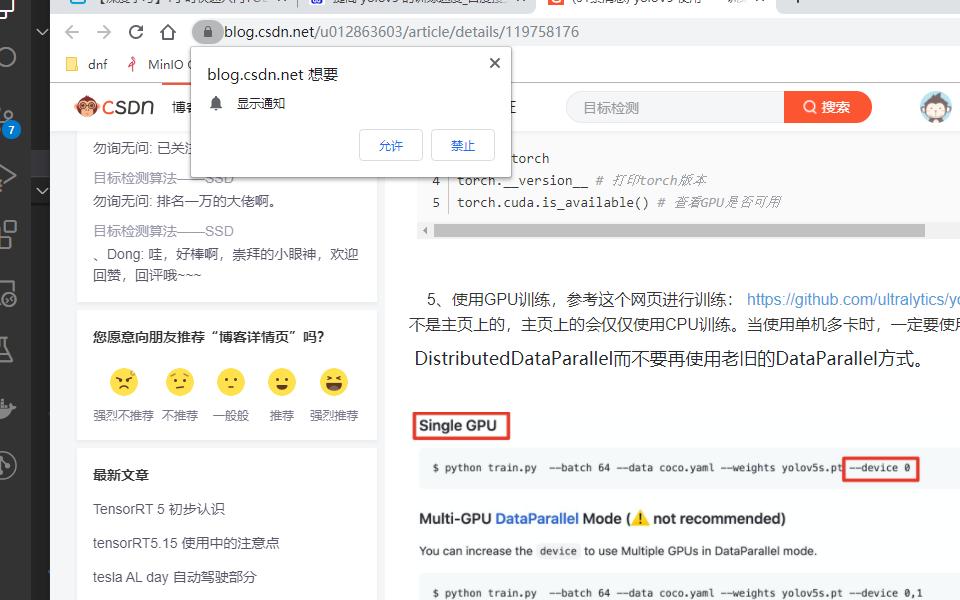 blog.csdn.net/u012863603/article/details/119758176
dnf
MinIO
blog.csdn.net 想要
显示通知
允许
禁止
CSDN
目标检测
搜索
7
勿询无问: 已关
目标检测算法——SSD
勿询无问: 排名一万的大佬啊。
目标检测算法——SSD
、Dong: 哇，好棒啊，崇拜的小眼神，欢迎
回赞，回评哦~~~
您愿意向朋友推荐“博客详情页”吗?
强烈不推荐 不推荐 一般般 推荐 强烈推荐
最新文章
TensorRT 5 初步认识
tensorRT5.15 使用中的注意点
tesla AL day 自动驾驶部分
torch
4 torch.__version__ # 打印torch版本
5 torch.cuda.is_available() # 查看GPU是否可用
5、使用GPU训练，参考这个网页进行训练： https://github.com/ultralytics/yo
不是主页上的，主页上的会仅仅使用CPU训练。当使用单机多卡时，一定要使用
DistributedDataParallel而不要再使用老旧的DataParallel方式。
Single GPU
$ python train.py --batch 64 --data coco.yaml --weights yolov5s.pt --device 0
Multi-GPU DataParallel Mode (⚠️ not recommended)
You can increase the device to use Multiple GPUs in DataParallel mode.
$ python train.py --batch 64 --data coco.yaml --weights yolov5s.pt --device 0,1